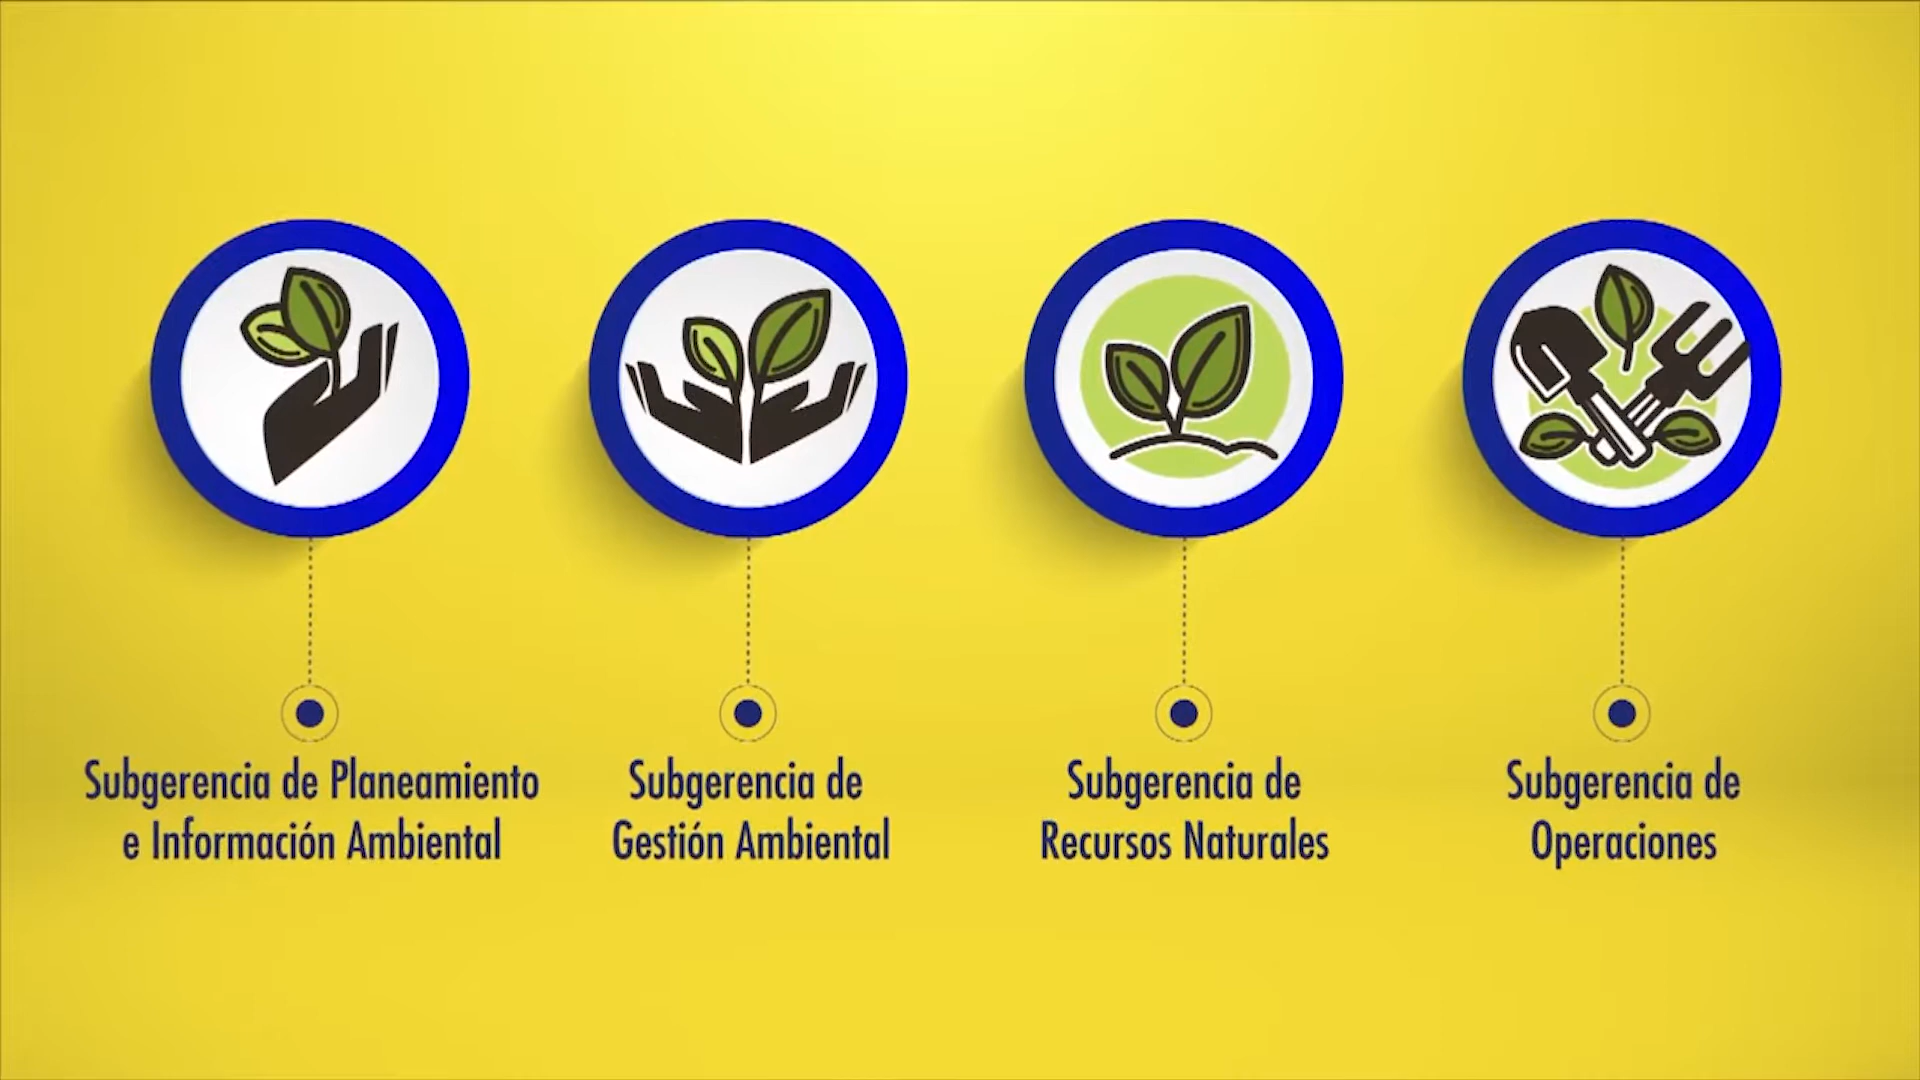 Subgerencia de Planeamiento
e Información Ambiental
Subgerencia de
Gestión Ambiental
Subgerencia de
Recursos Naturales
Subgerencia de
Operaciones